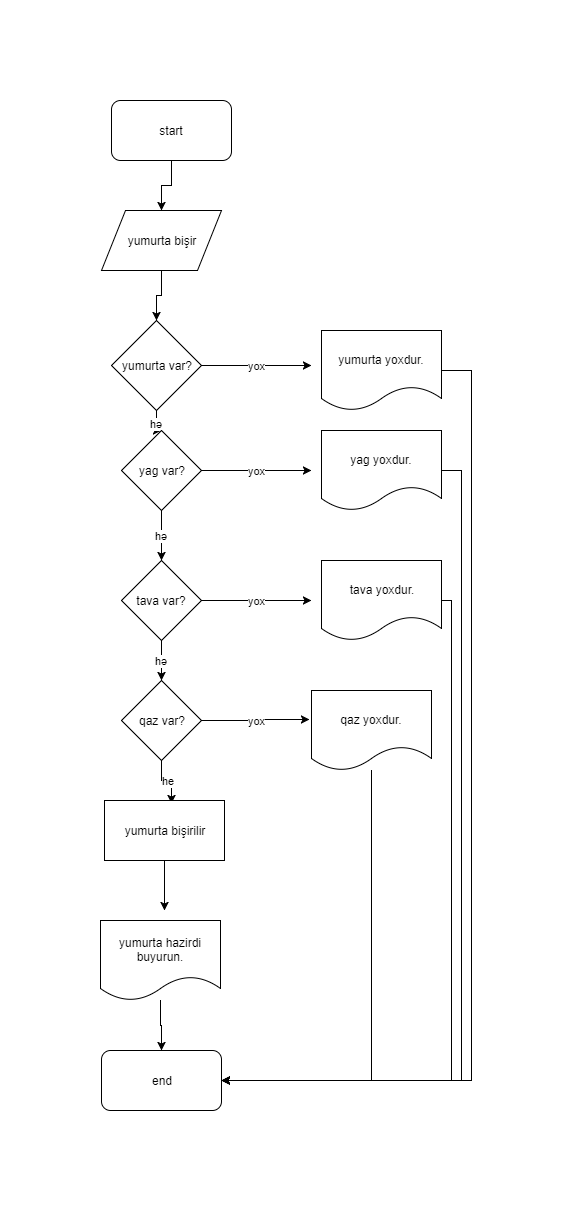 start
yumurta bişir
yumurta var?
yox
yumurta yoxdur.
hə
yag var?
yox
yag yoxdur.
hə
tava var?
yox
tava yoxdur.
hə
qaz var?
yox
qaz yoxdur.
he
yumurta bişirilir
yumurta hazirdi
buyurun.
end